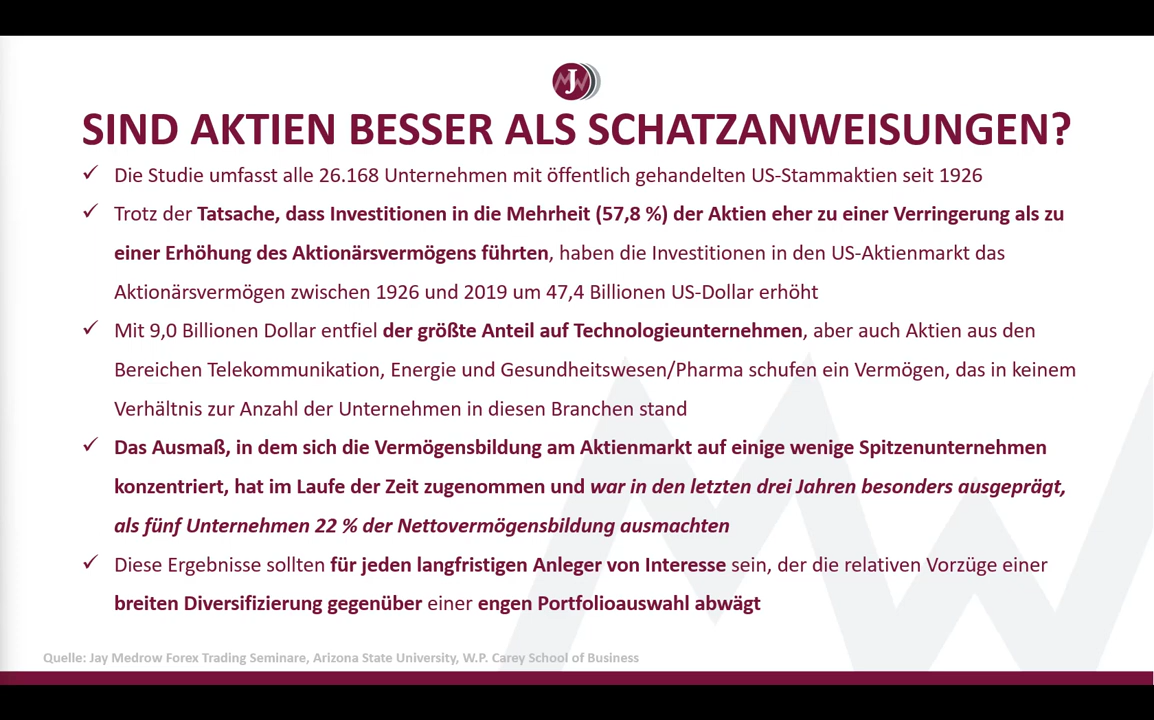 J
SIND AKTIEN BESSER ALS SCHATZANWEISUNGEN?
✓ Die Studie umfasst alle 26.168 Unternehmen mit öffentlich gehandelten US-Stammaktien seit 1926
✓ Trotz der Tatsache, dass Investitionen in die Mehrheit (57,8 %) der Aktien eher zu einer Verringerung als zu
einer Erhöhung des Aktionärsvermögens führten, haben die Investitionen in den US-Aktienmarkt das
Aktionärsvermögen zwischen 1926 und 2019 um 47,4 Billionen US-Dollar erhöht
✓ Mit 9,0 Billionen Dollar entfiel der größte Anteil auf Technologieunternehmen, aber auch Aktien aus den
Bereichen Telekommunikation, Energie und Gesundheitswesen/Pharma schufen ein Vermögen, das in keinem
Verhältnis zur Anzahl der Unternehmen in diesen Branchen stand
✓ Das Ausmaß, in dem sich die Vermögensbildung am Aktienmarkt auf einige wenige Spitzenunternehmen
konzentriert, hat im Laufe der Zeit zugenommen und war in den letzten drei Jahren besonders ausgeprägt,
als fünf Unternehmen 22 % der Nettovermögensbildung ausmachten
✓ Diese Ergebnisse sollten für jeden langfristigen Anleger von Interesse sein, der die relativen Vorzüge einer
breiten Diversifizierung gegenüber einer engen Portfolioauswahl abwägt
Quelle: Jay Medrow Forex Trading Seminare, Arizona State University, W.P. Carey School of Business